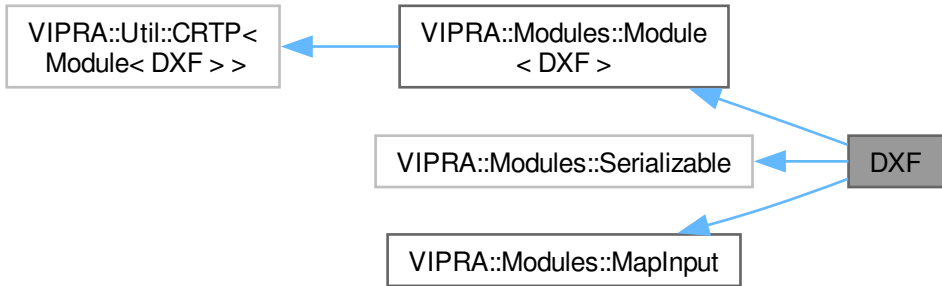 VIPRA::Util::CRTP<
Module< DXF > >
VIPRA::Modules::Module
< DXF >
VIPRA::Modules::Serializable
DXF
VIPRA::Modules::MapInput